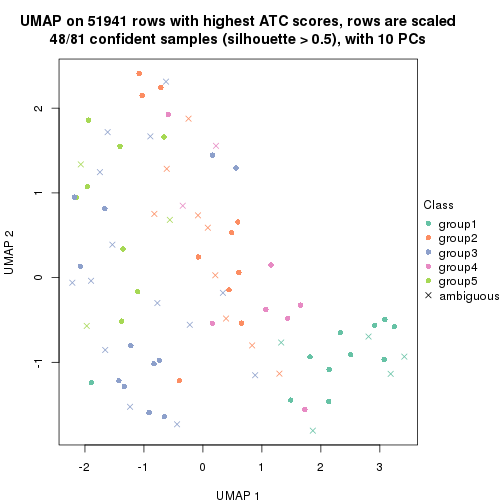 UMAP on 51941 rows with highest ATC scores, rows are scaled
48/81 confident samples (silhouette > 0.5), with 10 PCs
2
1
0
-1
UMAP 2
-2
-1
0
1
2
3
UMAP 1
Class
group1
group2
group3
group4
group5
ambiguous